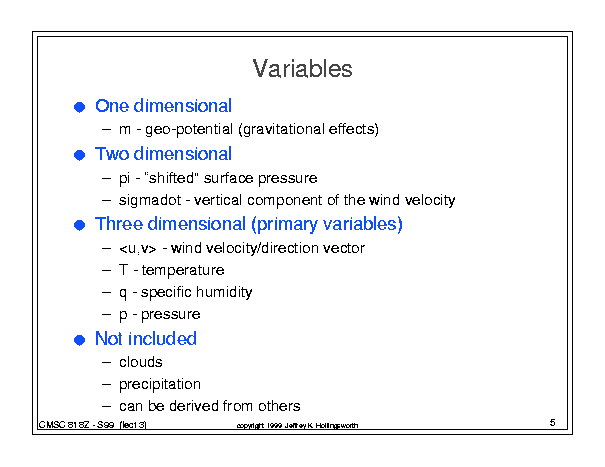 Variables
● One dimensional
– m - geo-potential (gravitational effects)
● Two dimensional
– pi - "shifted" surface pressure
– sigmadot - vertical component of the wind velocity
● Three dimensional (primary variables)
– <u,v> - wind velocity/direction vector
– T - temperature
– q - specific humidity
– p - pressure
● Not included
– clouds
– precipitation
– can be derived from others
CMSC 818Z - S99 (lect 3)
copyright 1999 Jeffrey K. Hollingsworth
5